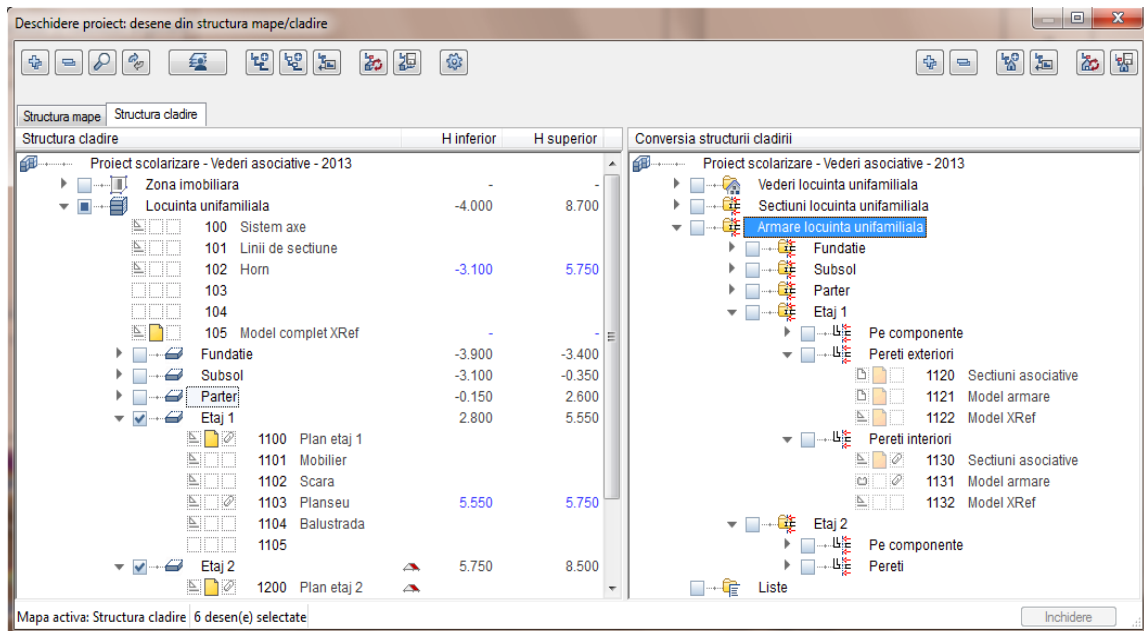 Deschidere proiect: desene din structura mape/cladire
Structura mape Structura cladire
Structura cladire H inferior H superior
Proiect scolarizare - Vederi asociative - 2013
Zona imobiliara - -
Locuinta unifamiliala -4.000 8.700
100 Sistem axe
101 Linii de sectiune
102 Horn -3.100 5.750
103
104
105 Model complet XRef - -
Fundatie -3.900 -3.400
Subsol -3.100 -0.350
Parter -0.150 2.600
Etaj 1 2.800 5.550
1100 Plan etaj 1
1101 Mobilier
1102 Scara
1103 Planseu 5.550 5.750
1104 Balustrada
1105
Etaj 2 5.750 8.500
1200 Plan etaj 2
Conversia structurii cladirii
Proiect scolarizare - Vederi asociative - 2013
Vederi locuinta unifamiliala
Sectiuni locuinta unifamiliala
Armare locuinta unifamiliala
Fundatie
Subsol
Parter
Etaj 1
Pe componente
Pereti exteriori
1120 Sectiuni asociative
1121 Model armare
1122 Model XRef
Pereti interiori
1130 Sectiuni asociative
1131 Model armare
1132 Model XRef
Etaj 2
Pe componente
Pereti
Liste
Mapa activa: Structura cladire 6 desen(e) selectate
Inchidere